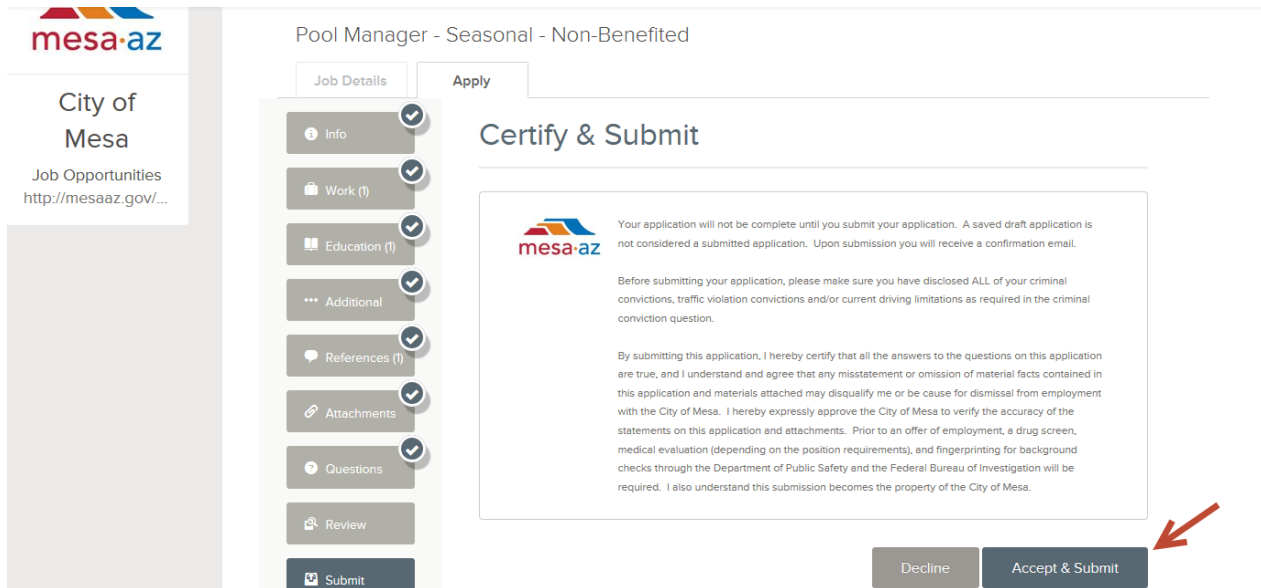 mesa·az
City of
Mesa
Job Opportunities
http://mesaaz.gov/...
Pool Manager - Seasonal - Non-Benefited
Job Details
Apply
Info
Work (1)
Education (1)
Additional
References (1)
Attachments
Questions
Review
Submit
Certify & Submit
mesa·az
Your application will not be complete until you submit your application. A saved draft application is
not considered a submitted application. Upon submission you will receive a confirmation email.
Before submitting your application, please make sure you have disclosed ALL of your criminal
convictions, traffic violation convictions and/or current driving limitations as required in the criminal
conviction question.
By submitting this application, I hereby certify that all the answers to the questions on this application
are true, and I understand and agree that any misstatement or omission of material facts contained in
this application and materials attached may disqualify me or be cause for dismissal from employment
with the City of Mesa. I hereby expressly approve the City of Mesa to verify the accuracy of the
statements on this application and attachments. Prior to an offer of employment, a drug screen,
medical evaluation (depending on the position requirements), and fingerprinting for background
checks through the Department of Public Safety and the Federal Bureau of Investigation will be
required. I also understand this submission becomes the property of the City of Mesa.
Decline
Accept & Submit